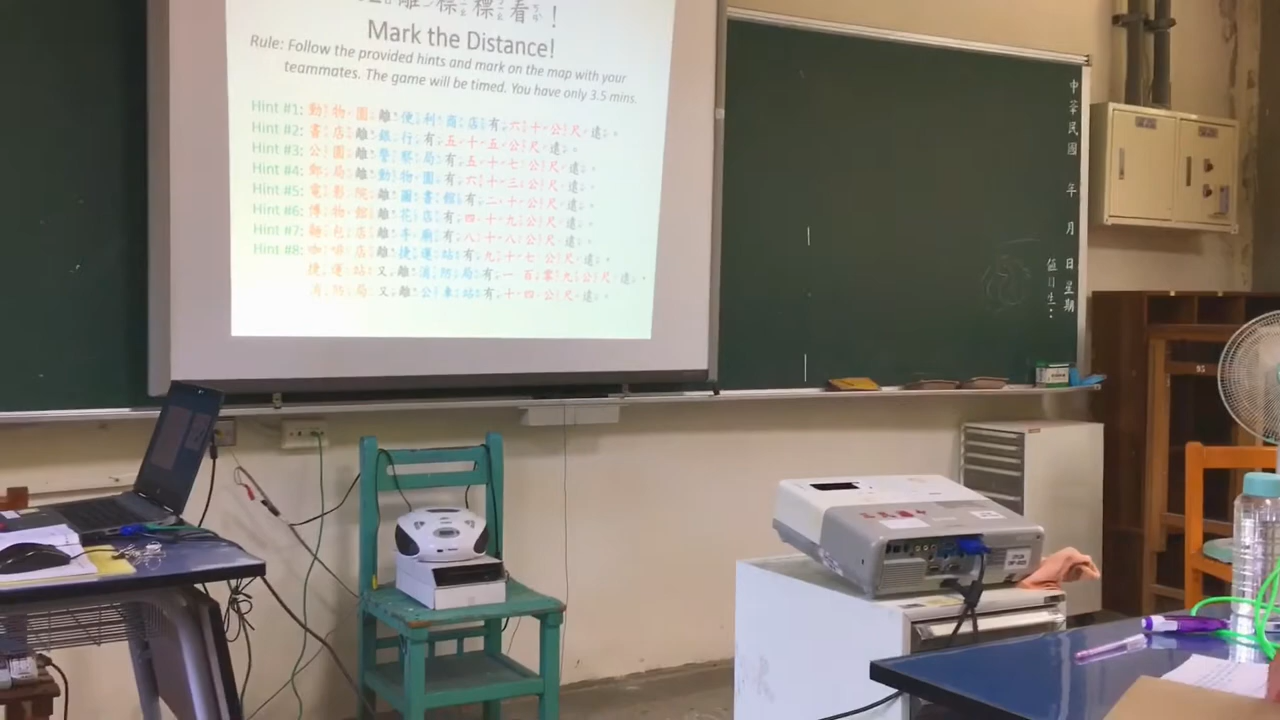 離標標看!
Mark the Distance!
Rule: Follow the provided hints and mark on the map with your
teammates. The game will be timed. You have only 3.5 mins.
Hint #1: 動物園離便利商店有六十公尺遠。
Hint #2: 書店離銀行有五十五公尺遠。
Hint #3: 公園離警察局有五十七公尺遠。
Hint #4: 郵局離動物園有六十三公尺遠。
Hint #5: 電影院離圖書館有二十公尺遠。
Hint #6: 博物館離花店有四十九公尺遠。
Hint #7: 麵包店離寺廟有八十八公尺遠。
Hint #8: 咖啡店離捷運站有九十七公尺遠。
捷運站又離消防局有一百零九公尺遠。
消防局又離公車站有十四公尺遠。
中華民國 年 月 日 星期
值日生: